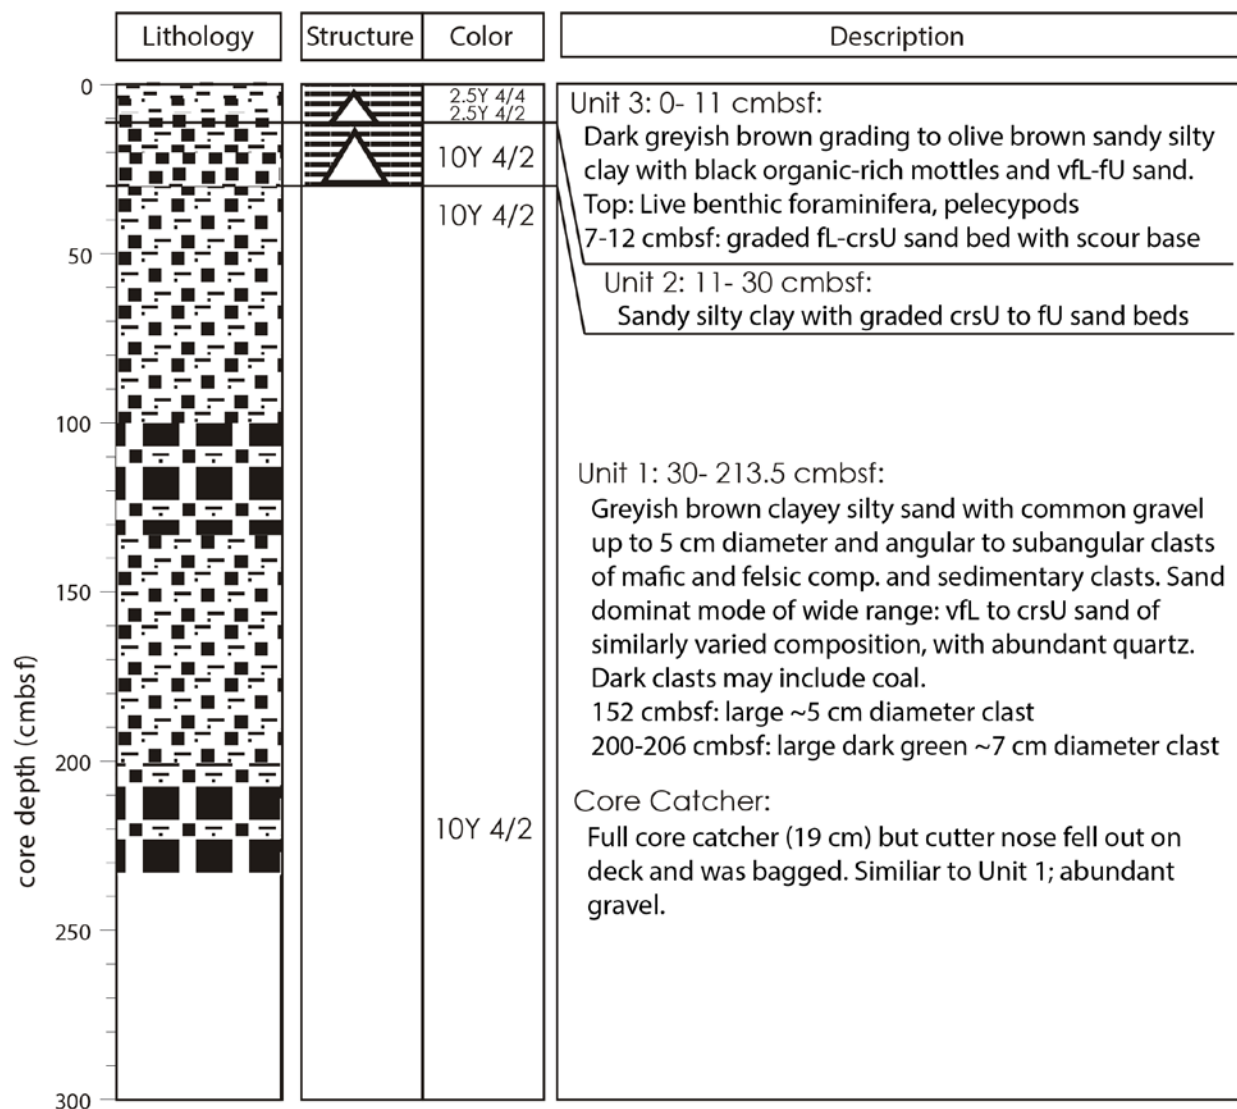 Lithology
Structure
Color
Description
0
50
100
150
200
250
300
core depth (cmbsf)
2.5Y 4/4
2.5Y 4/2
10Y 4/2
10Y 4/2
10Y 4/2
Unit 3: 0- 11 cmbsf:
Dark greyish brown grading to olive brown sandy silty
clay with black organic-rich mottles and vfL-fU sand.
Top: Live benthic foraminifera, pelecypods
7-12 cmbsf: graded fL-crsU sand bed with scour base
Unit 2: 11- 30 cmbsf:
Sandy silty clay with graded crsU to fU sand beds
Unit 1: 30- 213.5 cmbsf:
Greyish brown clayey silty sand with common gravel
up to 5 cm diameter and angular to subangular clasts
of mafic and felsic comp. and sedimentary clasts. Sand
dominat mode of wide range: vfL to crsU sand of
similarly varied composition, with abundant quartz.
Dark clasts may include coal.
152 cmbsf: large ~5 cm diameter clast
200-206 cmbsf: large dark green ~7 cm diameter clast
Core Catcher:
Full core catcher (19 cm) but cutter nose fell out on
deck and was bagged. Similiar to Unit 1; abundant
gravel.